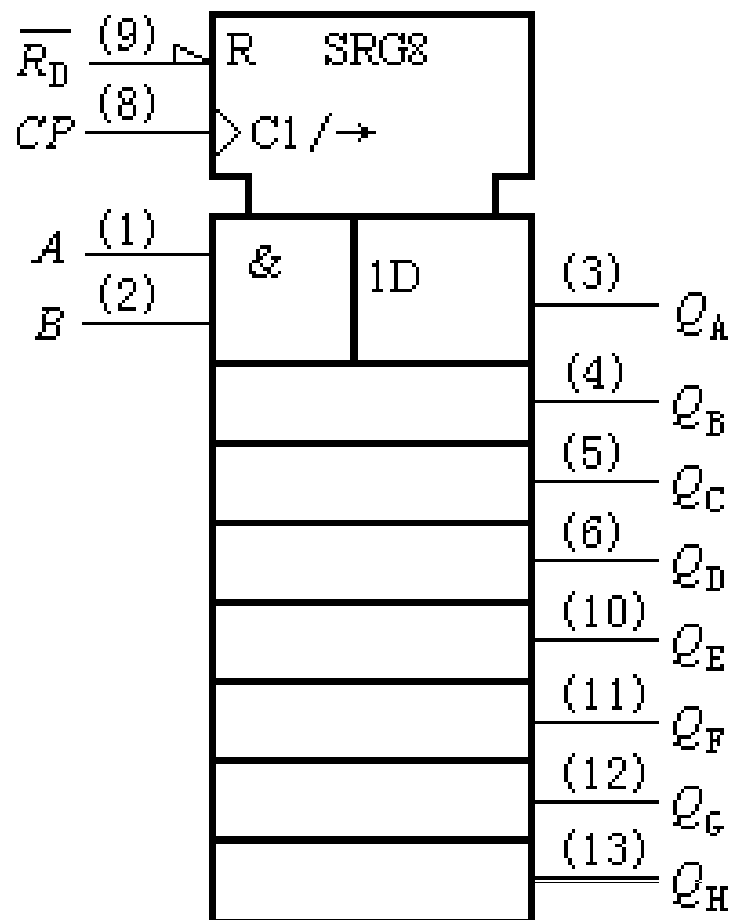 R̅D̅ (9) R SRG8
CP (8) C1/→
A (1) & 1D (3) QA
B (2)
(4) QB
(5) QC
(6) QD
(10) QE
(11) QF
(12) QG
(13) QH